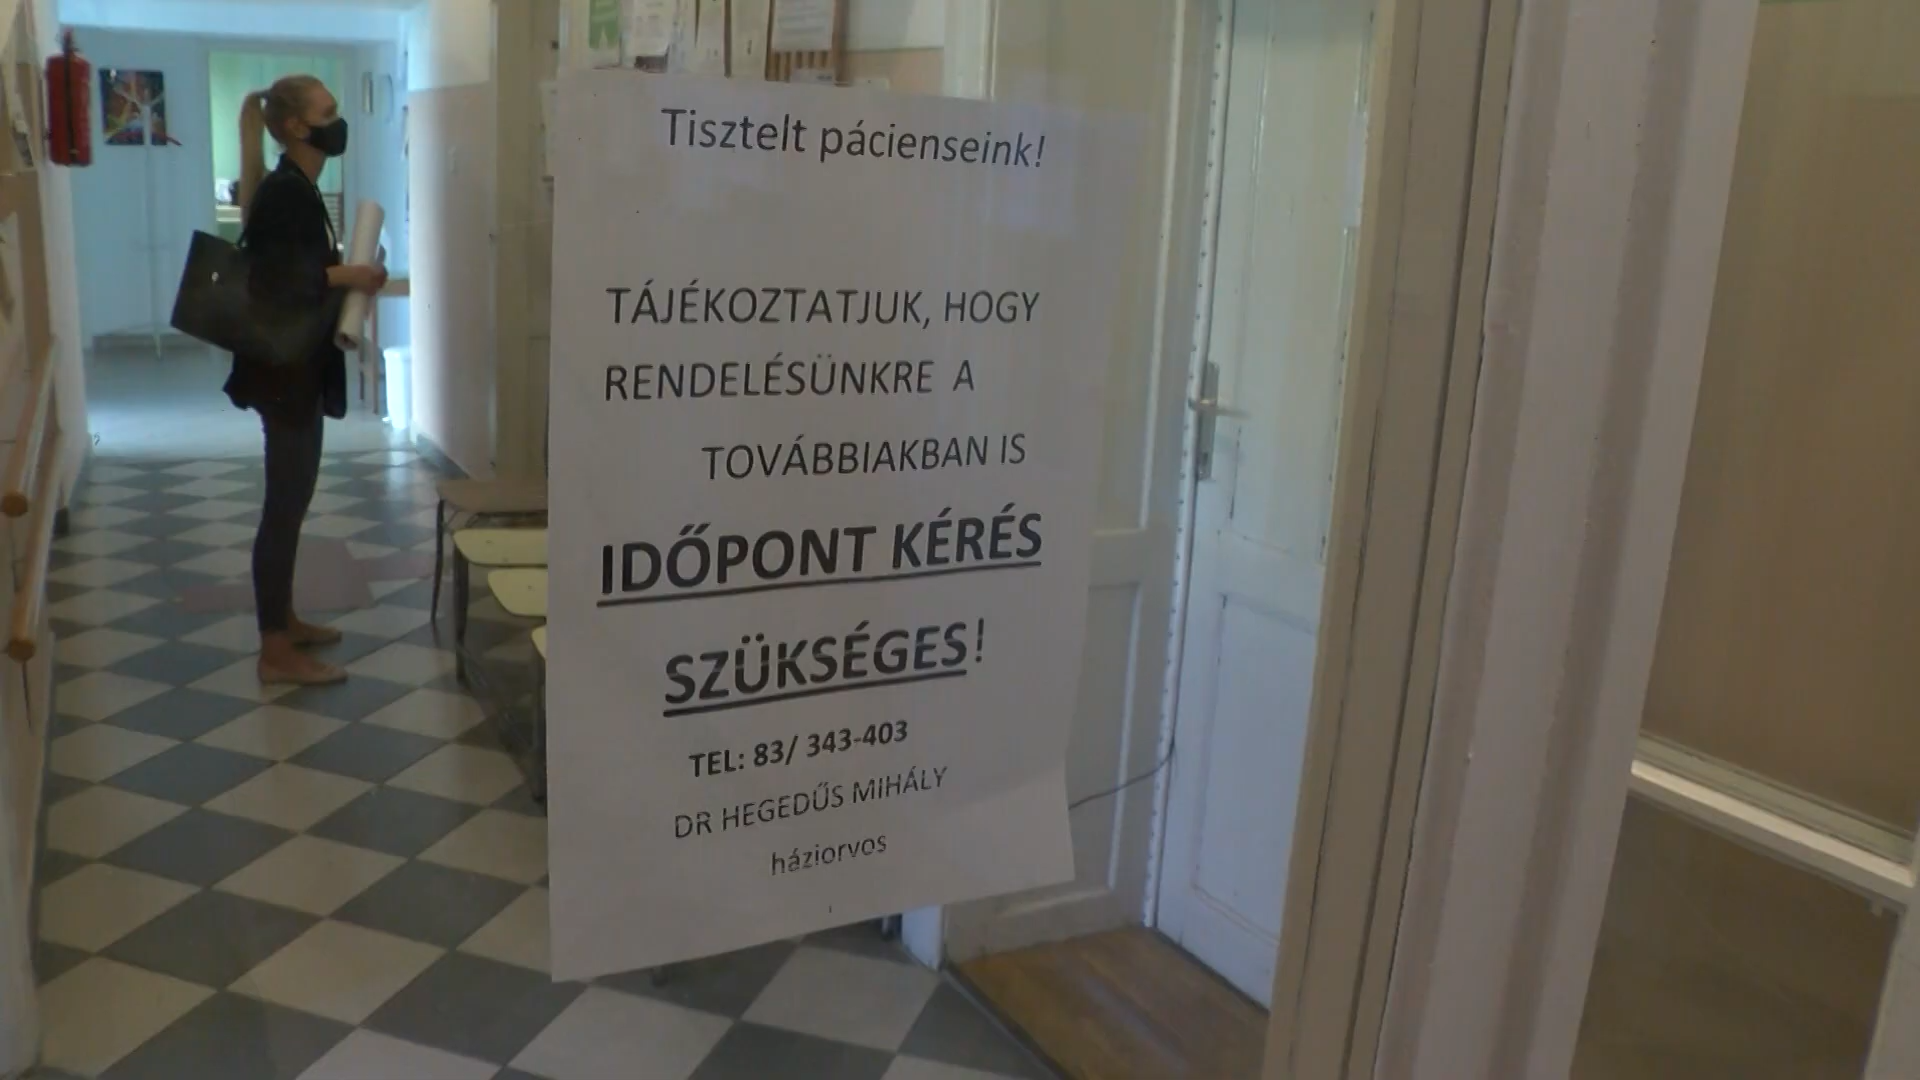 Tisztelt pácienseink!
TÁJÉKOZTATJUK, HOGY
RENDELÉSÜNKRE A
TOVÁBBIAKBAN IS
IDŐPONT KÉRÉS
SZÜKSÉGES!
TEL: 83/ 343-403
DR HEGEDŰS MIHÁLY
háziorvos